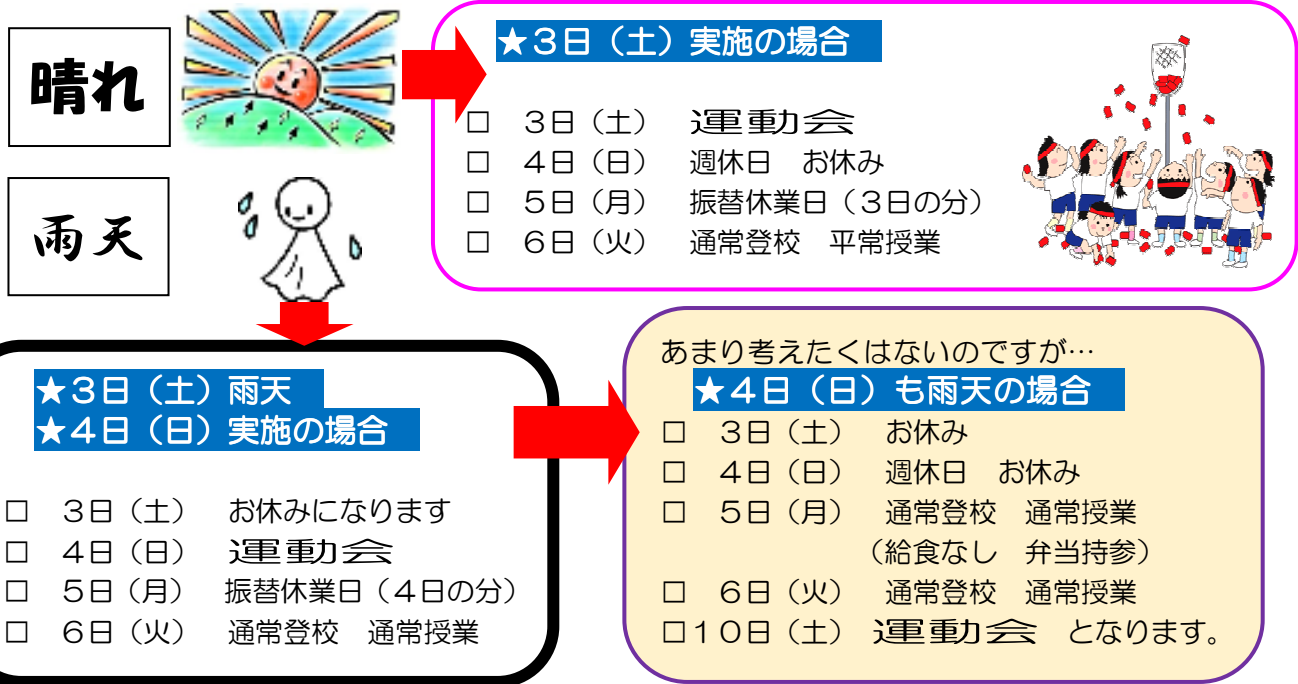 晴れ
★３日（土）実施の場合
□　３日（土）　運動会
□　４日（日）　週休日　お休み
□　５日（月）　振替休業日（３日の分）
□　６日（火）　通常登校　平常授業
雨天
★３日（土）雨天
★４日（日）実施の場合
□　３日（土）　お休みになります
□　４日（日）　運動会
□　５日（月）　振替休業日（４日の分）
□　６日（火）　通常登校　通常授業
あまり考えたくはないのですが…
★４日（日）も雨天の場合
□　３日（土）　お休み
□　４日（日）　週休日　お休み
□　５日（月）　通常登校　通常授業
（給食なし　弁当持参）
□　６日（火）　通常登校　通常授業
□１０日（土）　運動会　となります。